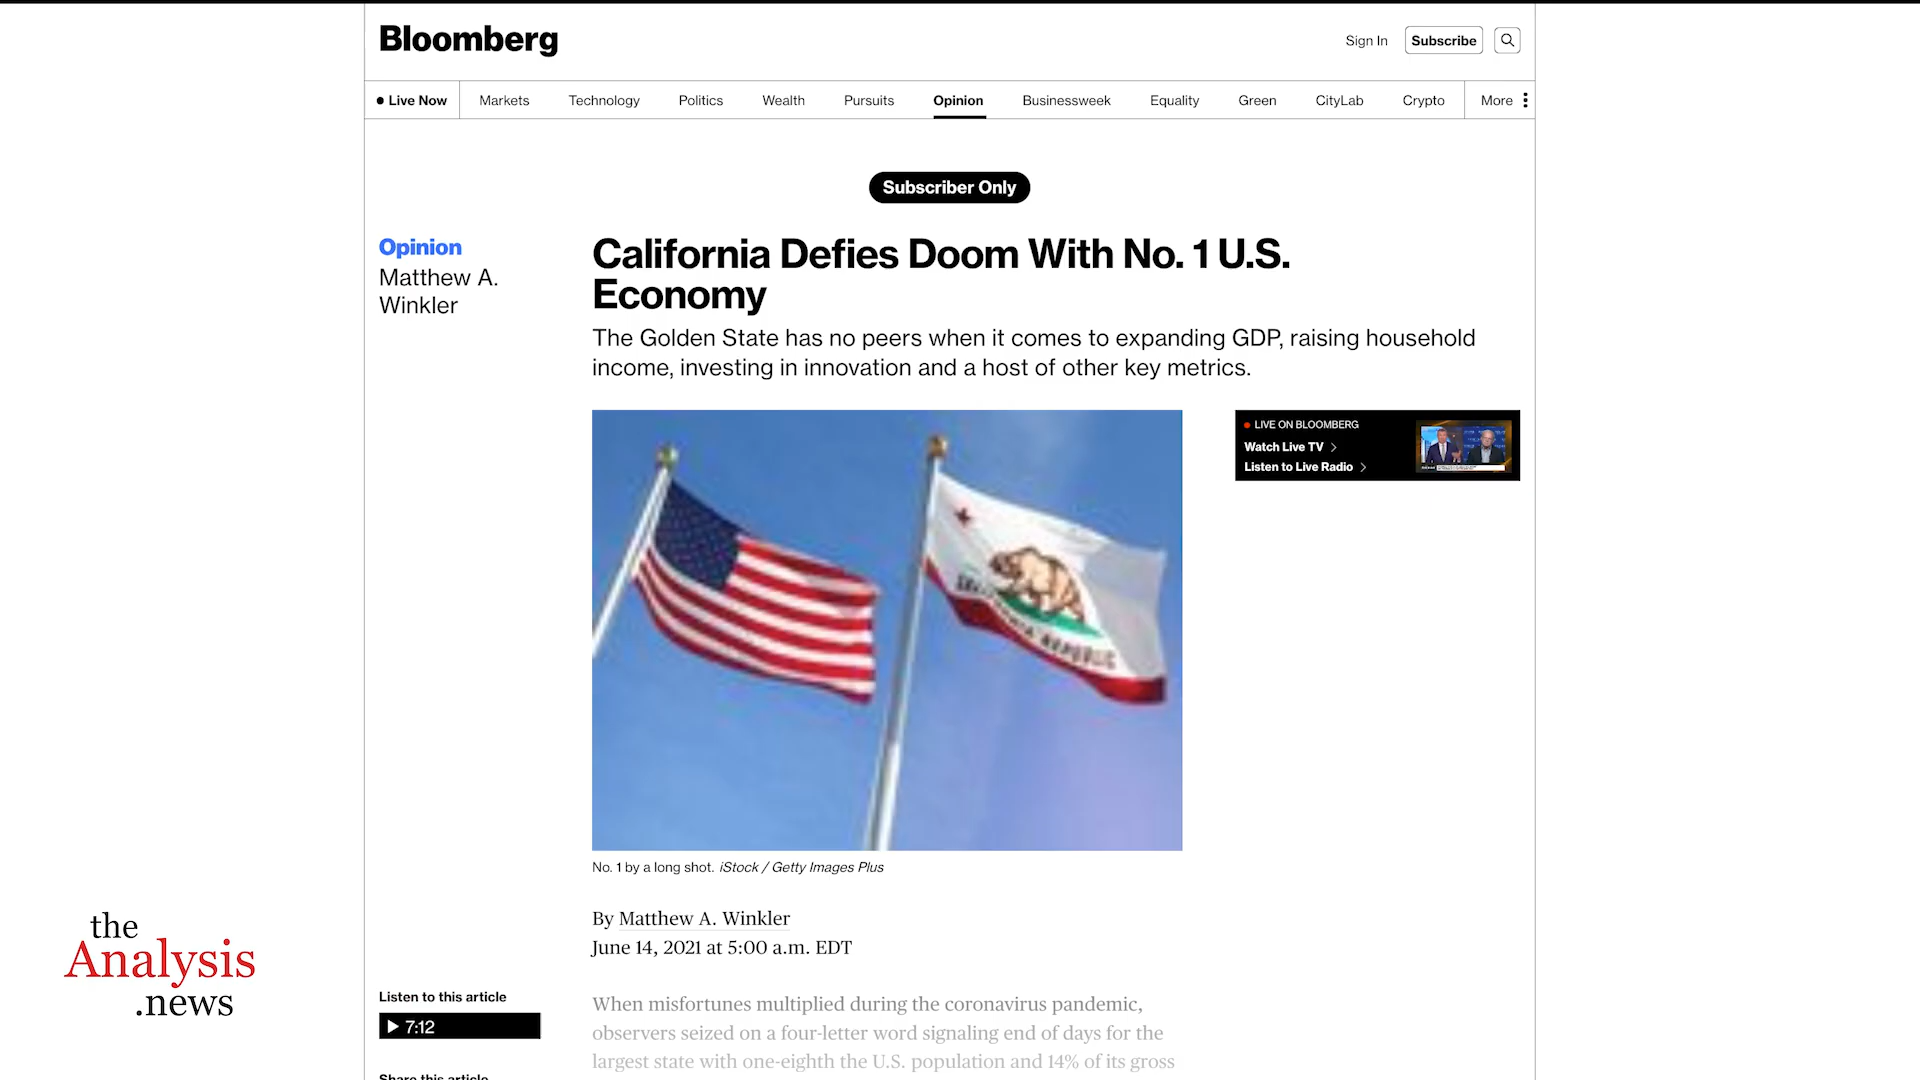 Bloomberg
Sign In
Subscribe
Live Now
Markets
Technology
Politics
Wealth
Pursuits
Opinion
Businessweek
Equality
Green
CityLab
Crypto
More
Subscriber Only
Opinion
Matthew A.
Winkler
California Defies Doom With No. 1 U.S.
Economy
The Golden State has no peers when it comes to expanding GDP, raising household
income, investing in innovation and a host of other key metrics.
LIVE ON BLOOMBERG
Watch Live TV
Listen to Live Radio
REPUBLIC
No. 1 by a long shot. iStock / Getty Images Plus
By Matthew A. Winkler
June 14, 2021 at 5:00 a.m. EDT
When misfortunes multiplied during the coronavirus pandemic,
observers seized on a four-letter word signaling end of days for the
largest state with one-eighth the U.S. population and 14% of its gross
Listen to this article
7:12
Share this article
the
Analysis
.news